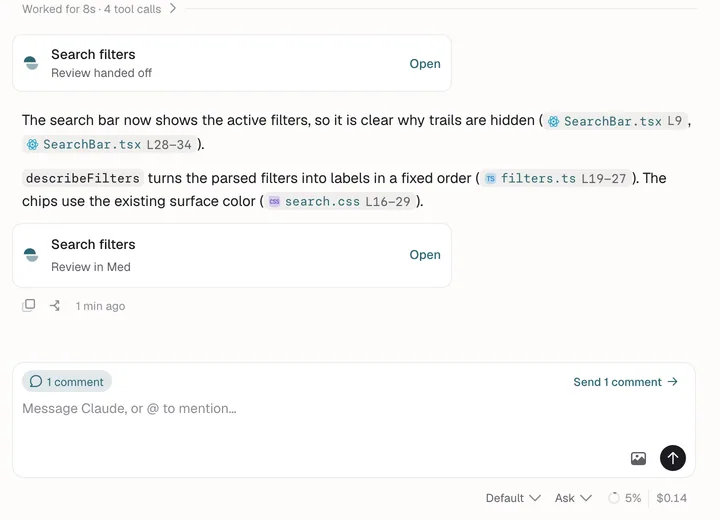 Worked for 8s · 4 tool calls
Search filters
Review handed off
Open
The search bar now shows the active filters, so it is clear why trails are hidden ( SearchBar.tsx L9 ,
SearchBar.tsx L28–34 ).
describeFilters turns the parsed filters into labels in a fixed order ( TS filters.ts L19–27 ). The
chips use the existing surface color ( CSS search.css L16–29 ).
Search filters
Review in Med
Open
1 min ago
1 comment
Send 1 comment →
Message Claude, or @ to mention...
Default
Ask
5%
$0.14